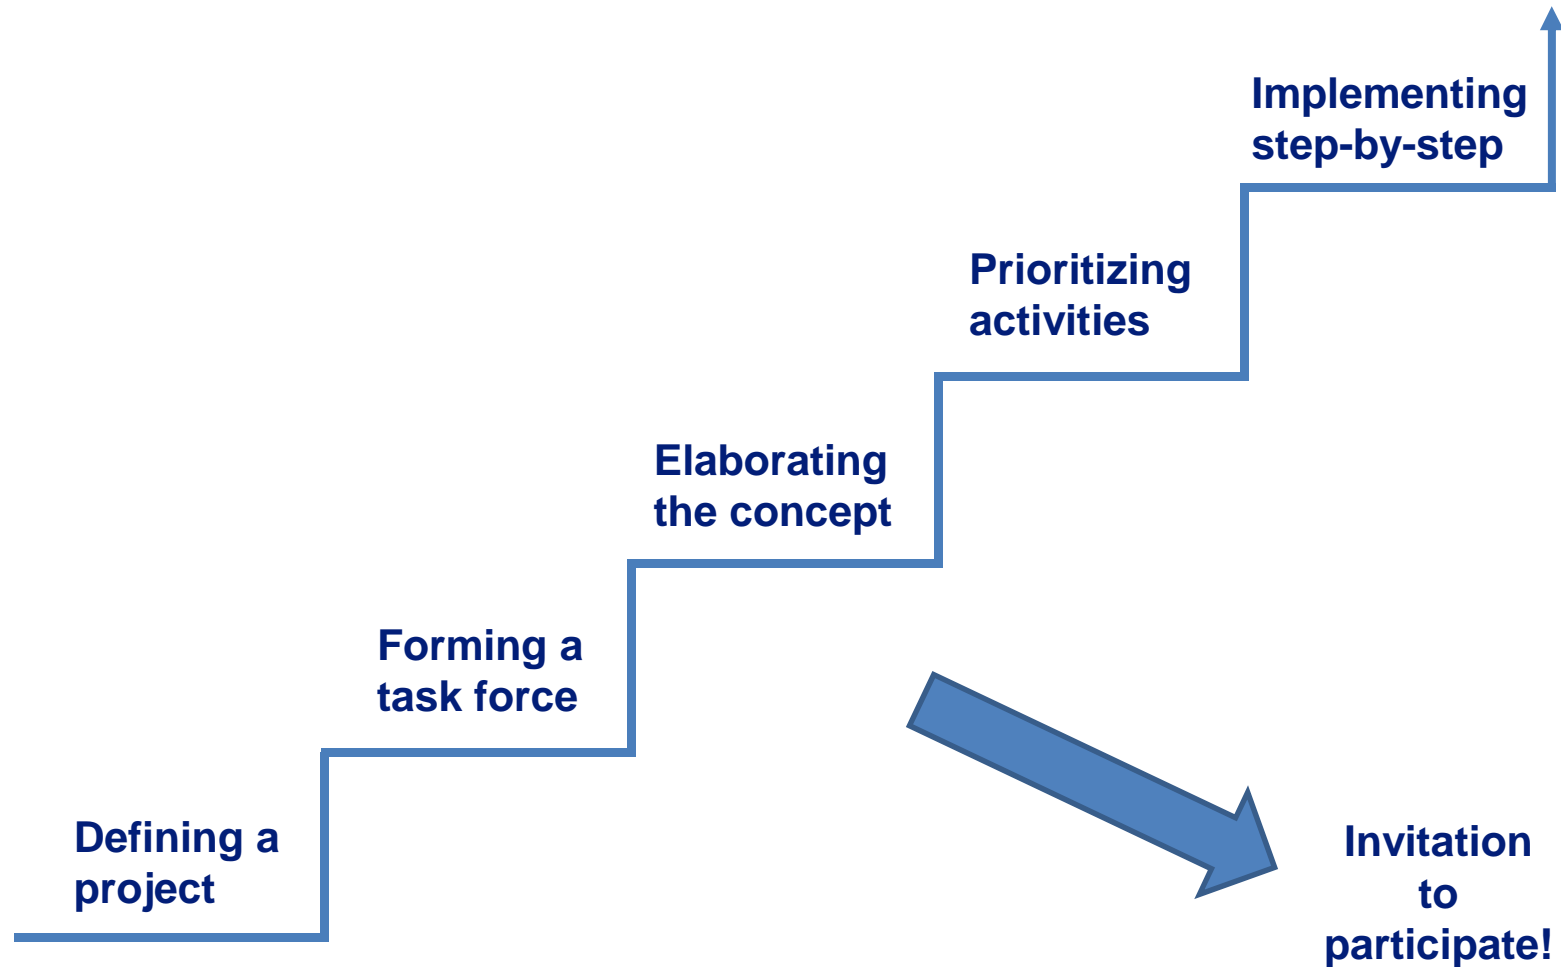 Implementing
step-by-step
Prioritizing
activities
Elaborating
the concept
Forming a
task force
Defining a
project
Invitation
to
participate!